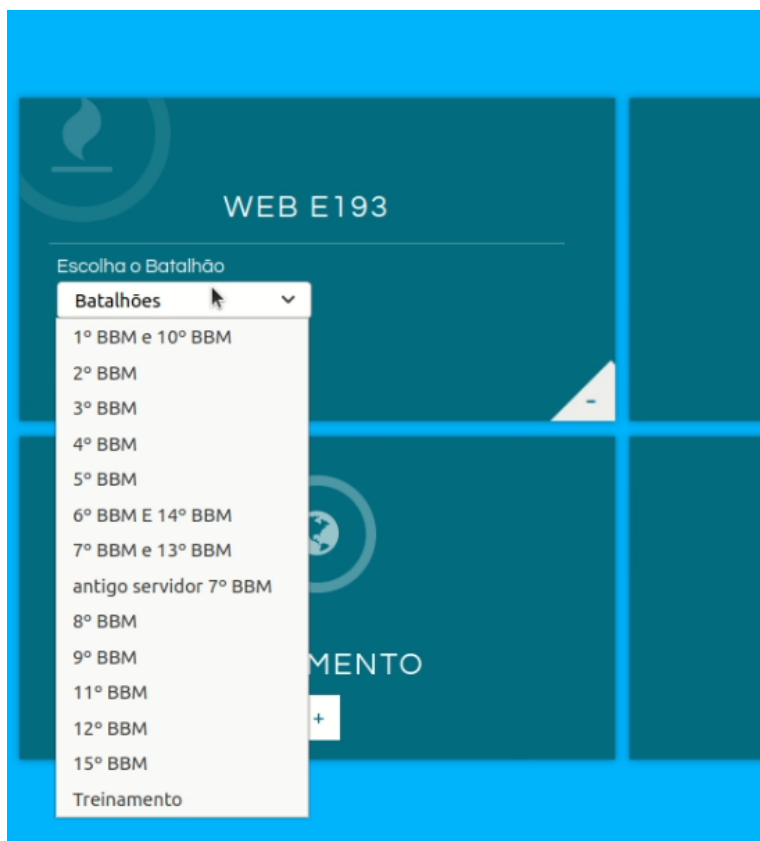 WEB E193
Escolha o Batalhão
Batalhões
1º BBM e 10º BBM
2º BBM
3º BBM
4º BBM
5º BBM
6º BBM E 14º BBM
7º BBM e 13º BBM
antigo servidor 7º BBM
8º BBM
9º BBM
11º BBM
12º BBM
15º BBM
Treinamento
-
MENTO
+